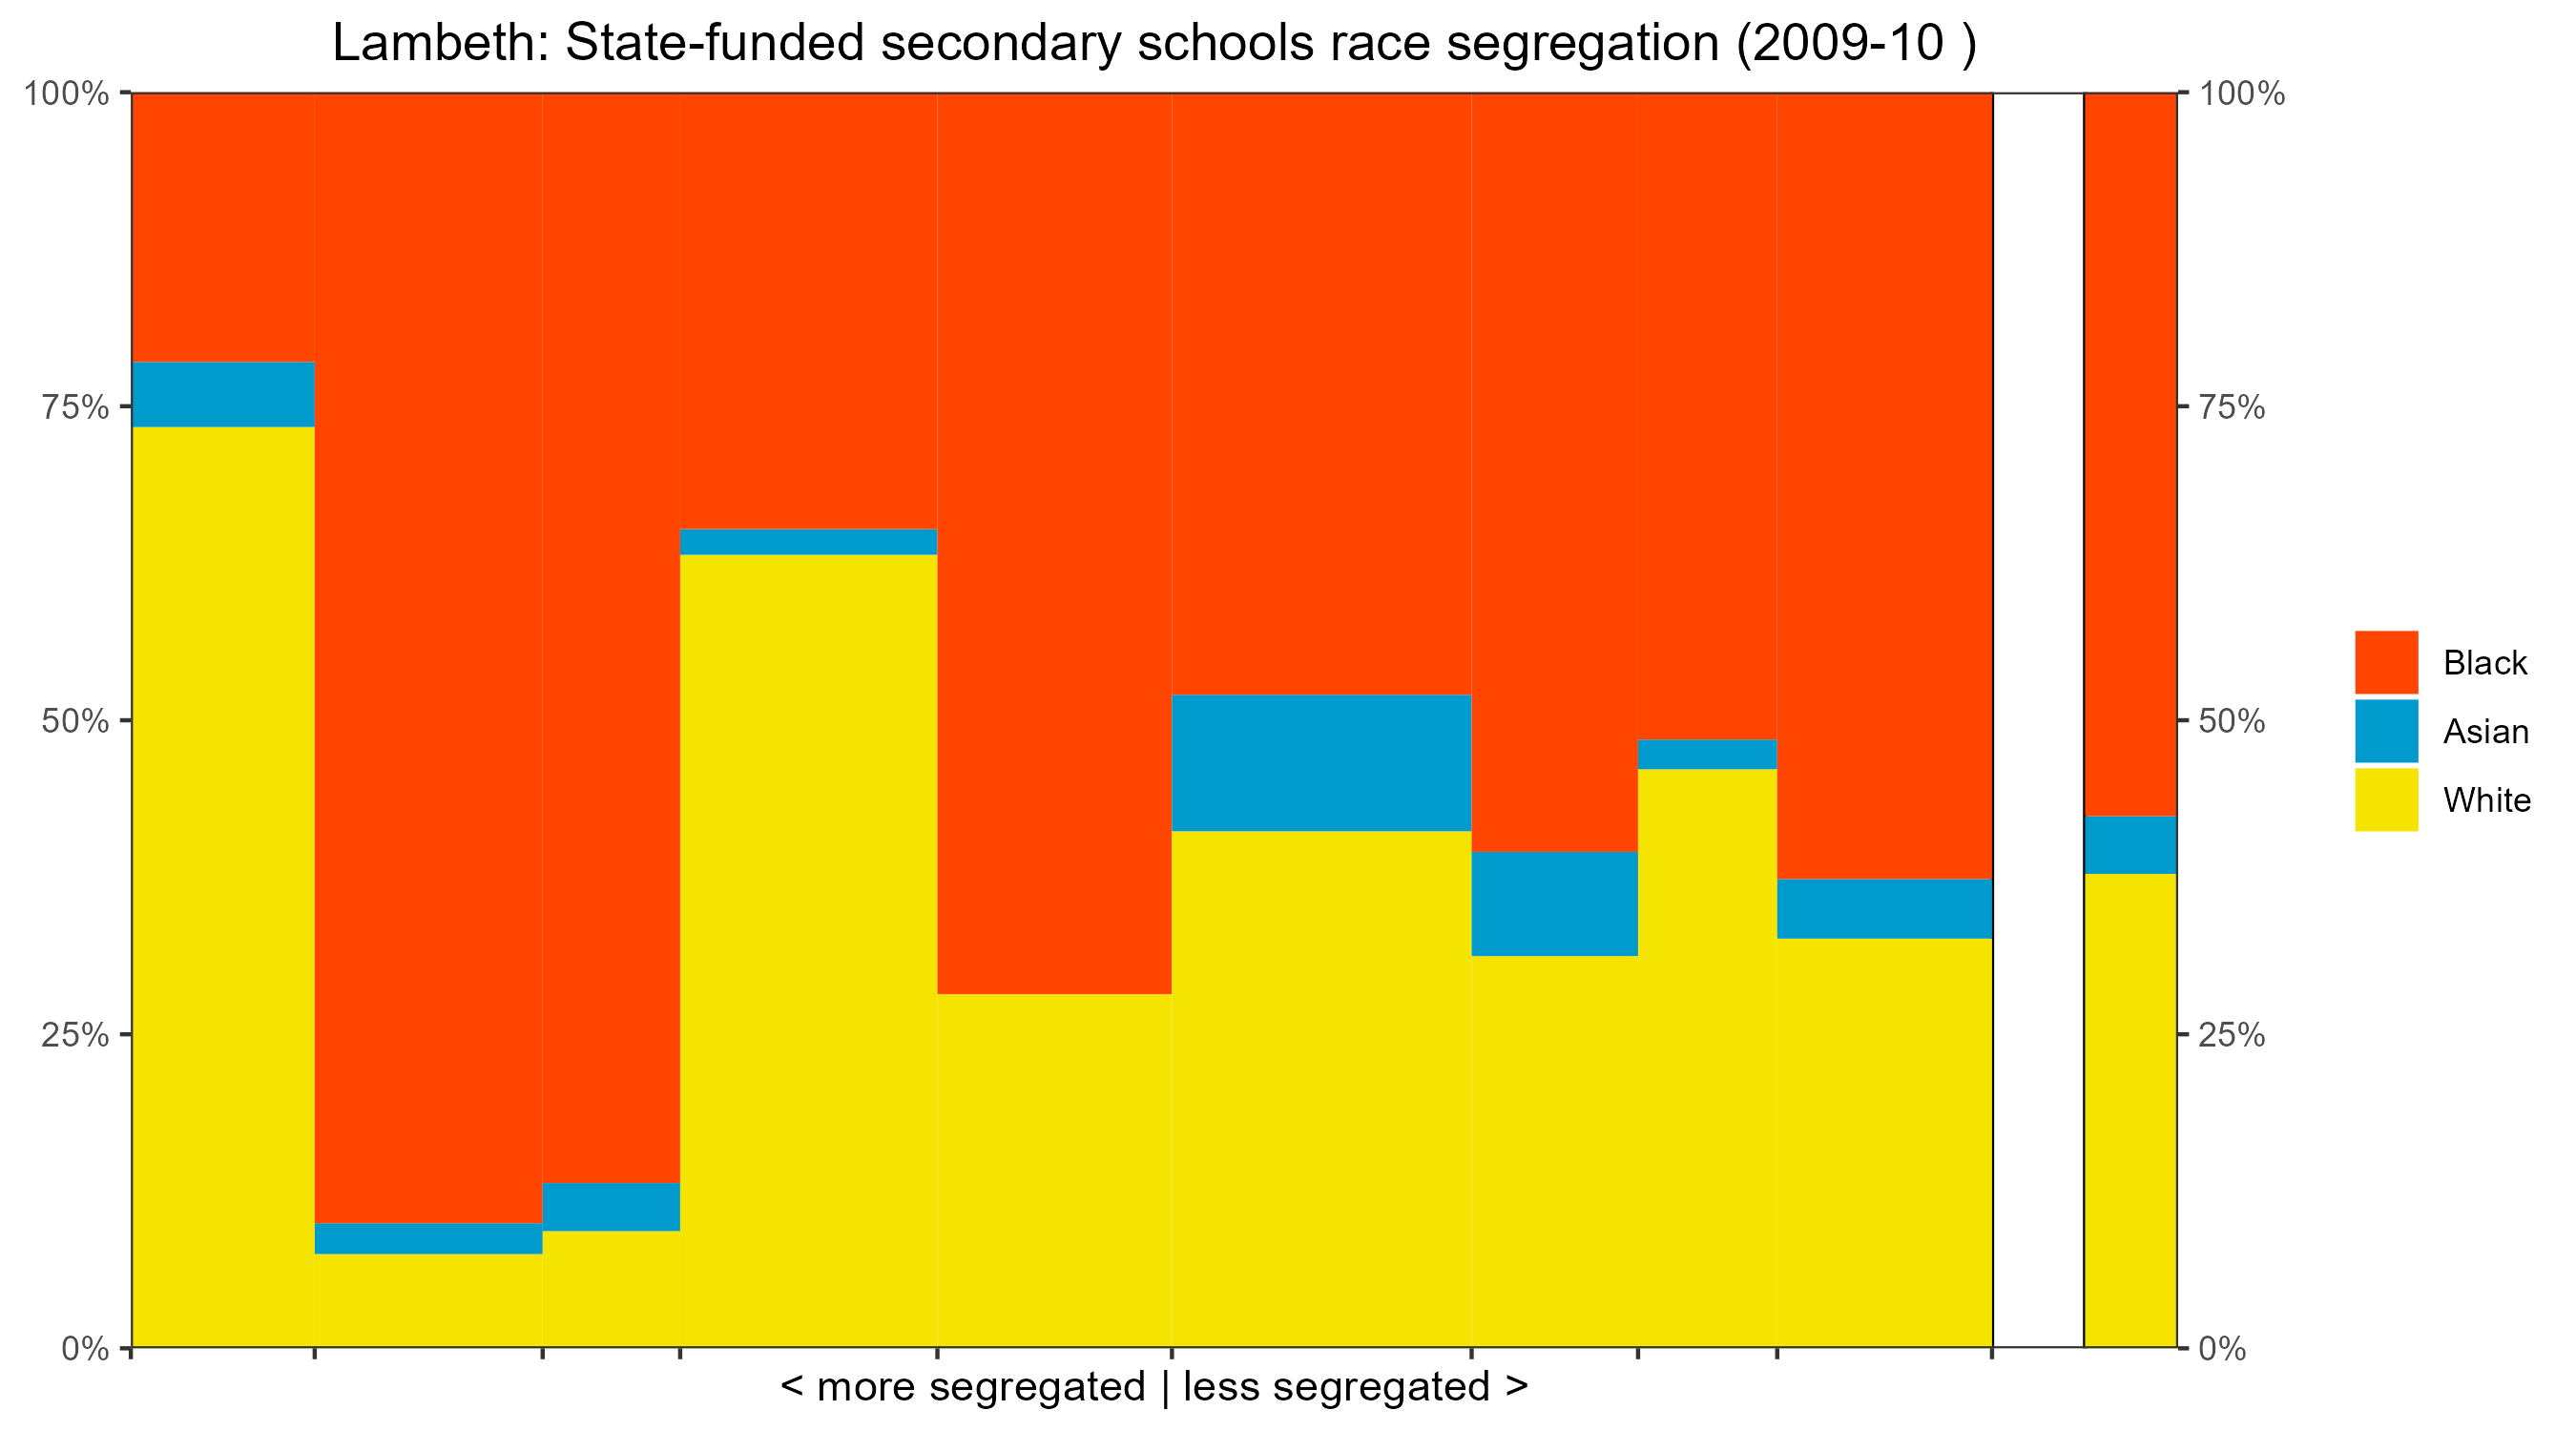 Lambeth: State-funded secondary schools race segregation (2009-10 )
100%
75%
50%
25%
0%
100%
75%
50%
25%
0%
Black
Asian
White
< more segregated | less segregated >